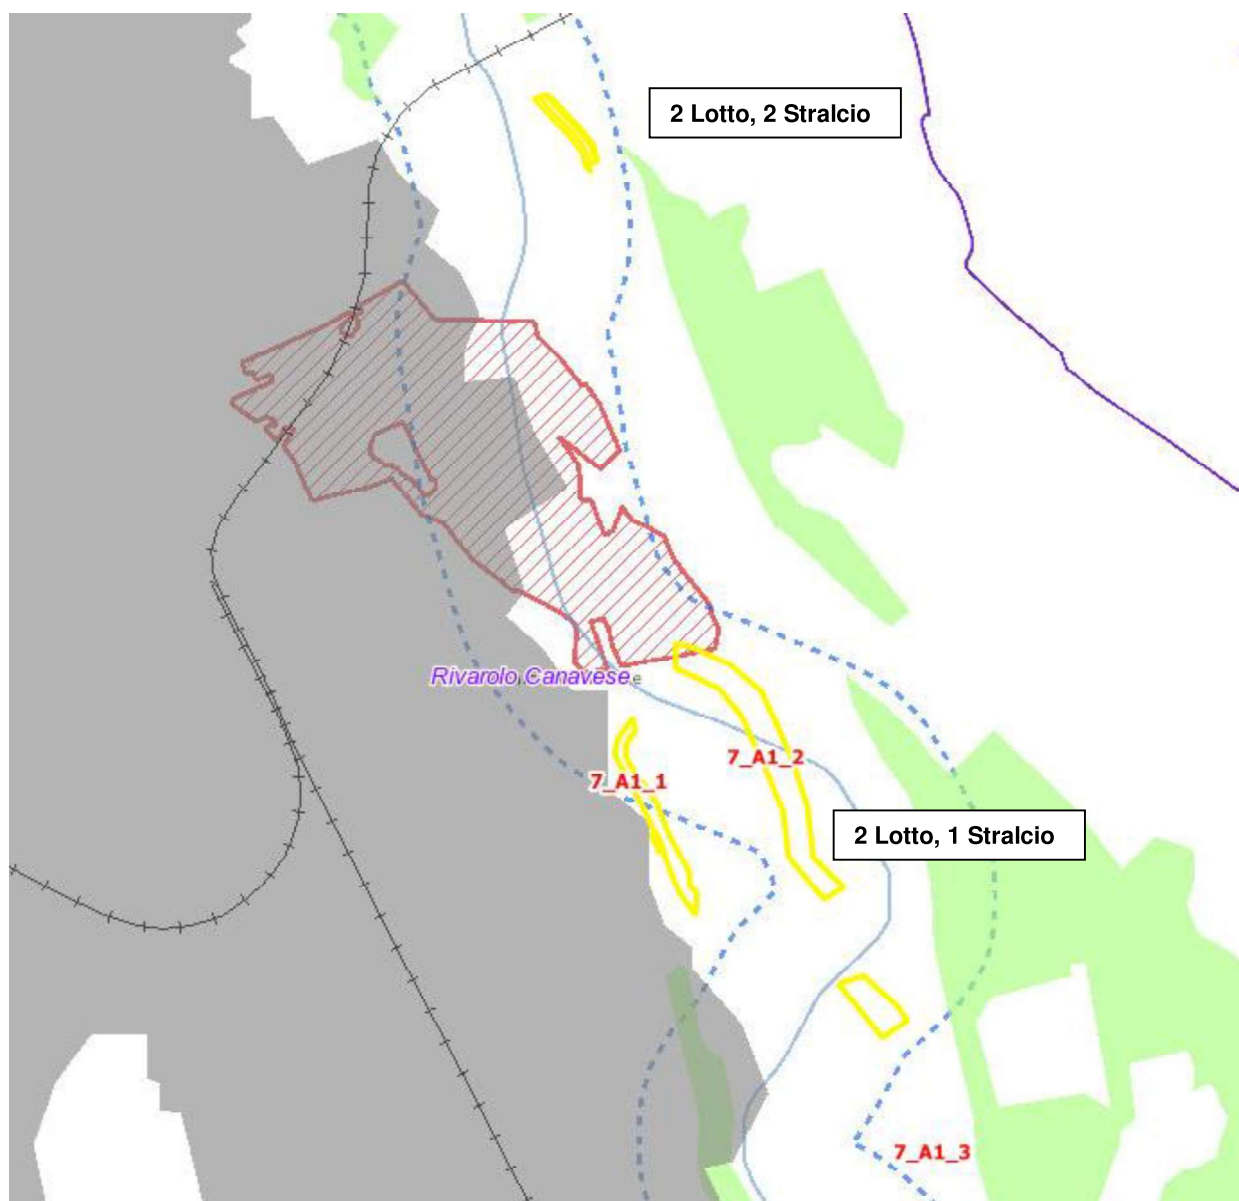 2 Lotto, 2 Stralcio
Rivarolo Canavese
7_A1_2
7_A1_1
2 Lotto, 1 Stralcio
7_A1_3